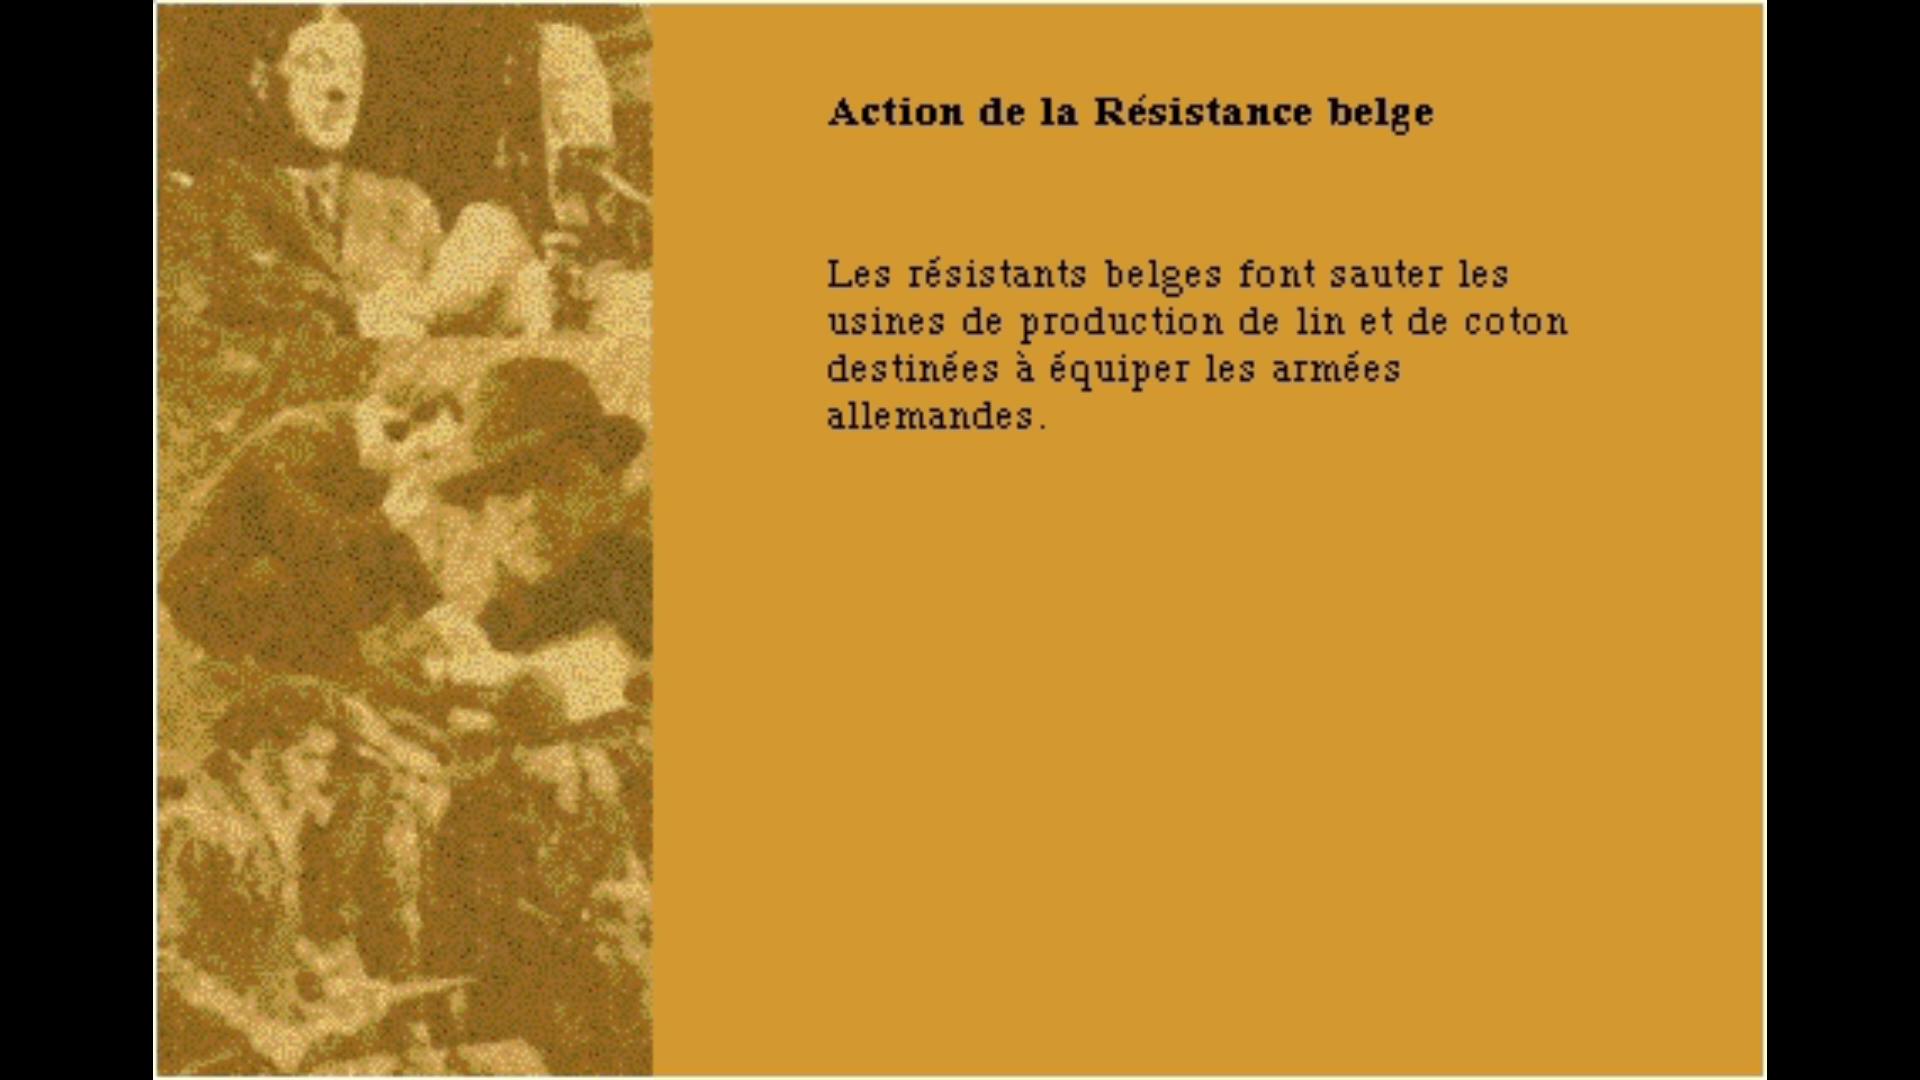 Action de la Résistance belge
Les résistants belges font sauter les
usines de production de lin et de coton
destinées à équiper les armées
allemandes.